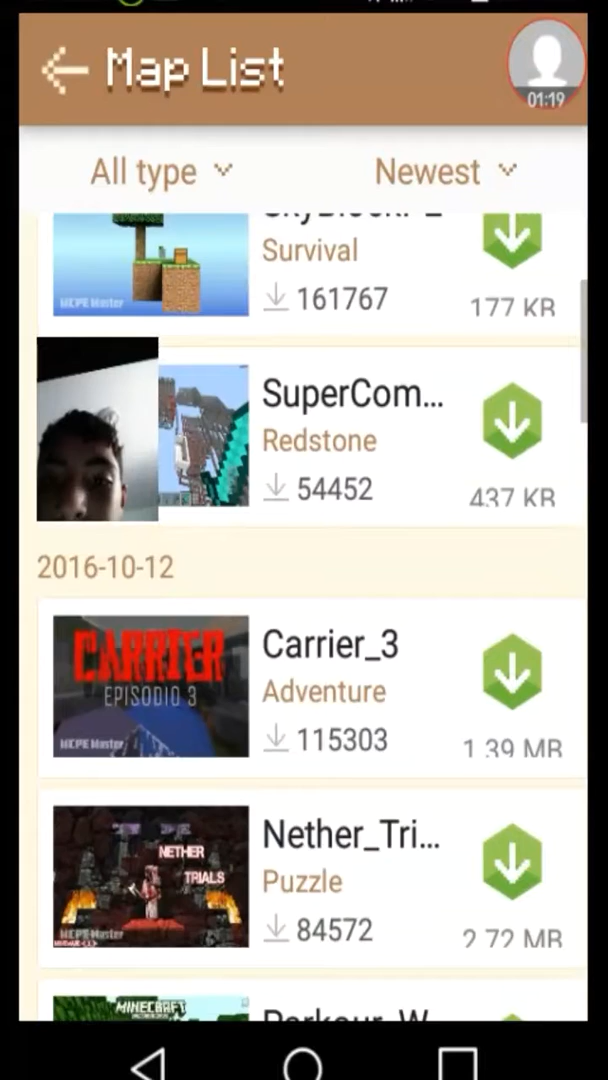 Map List
01:19
All type
Newest
Survival
161767
177 KB
MCPE Master
SuperCom...
Redstone
54452
437 KB
2016-10-12
CARRIER
EPISODIO 3
MCPE Master
Carrier_3
Adventure
115303
1.39 MB
NETHER
TRIALS
MCPE Master
Nether_Tri...
Puzzle
84572
2.72 MB
MINECRAFT